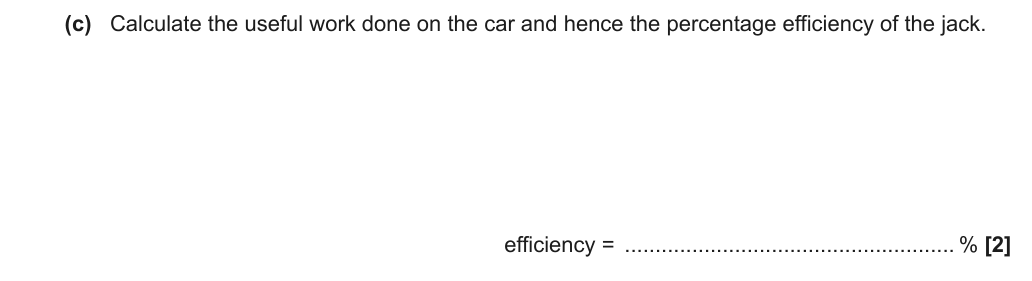 (c) Calculate the useful work done on the car and hence the percentage efficiency of the jack.
efficiency = ...................................................... % [2]